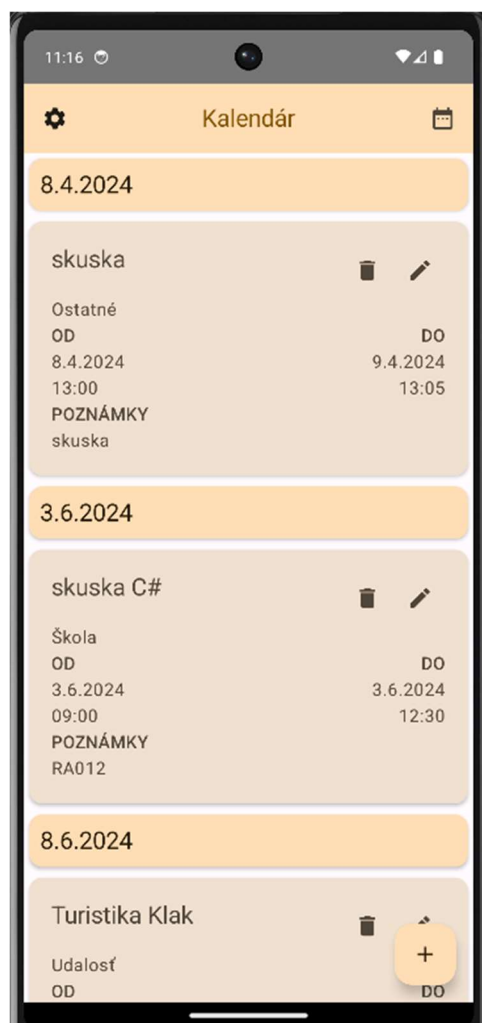 11:16
Kalendár
8.4.2024
skuska
Ostatné
OD DO
8.4.2024 9.4.2024
13:00 13:05
POZNÁMKY
skuska
3.6.2024
skuska C#
Škola
OD DO
3.6.2024 3.6.2024
09:00 12:30
POZNÁMKY
RA012
8.6.2024
Turistika Klak
Udalosť
+
OD DO